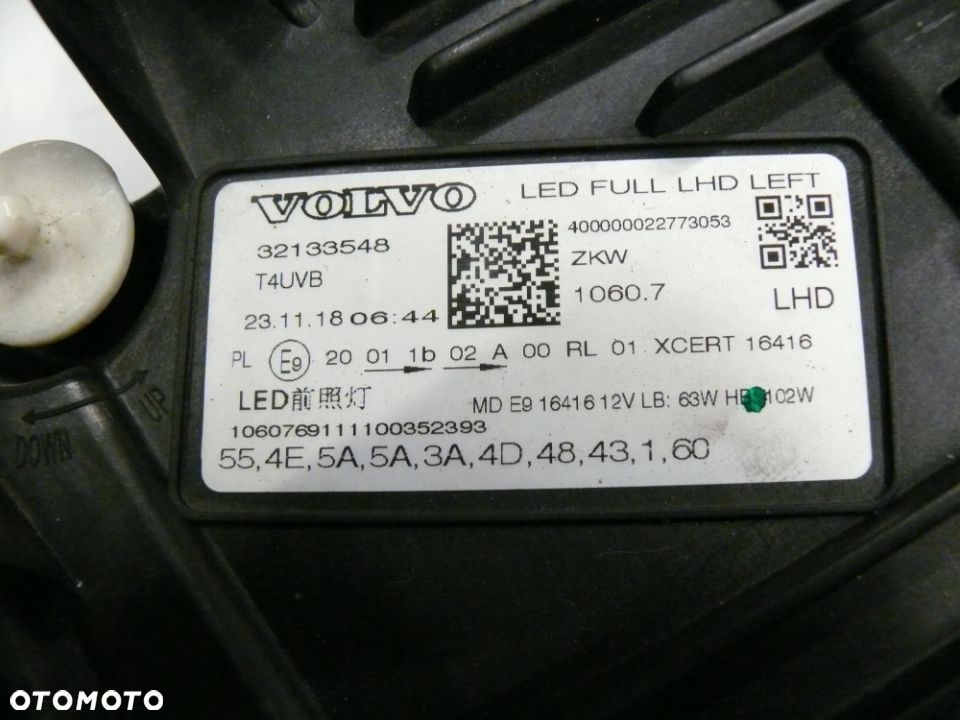 VOLVO LED FULL LHD LEFT
32133548 400000022773053
T4UVB ZKW
23.11.18 06:44 1060.7 LHD
PL E9 20 01 1b 02 A 00 RL 01 XCERT 16416
LED前照灯 MD E9 16416 12V LB: 63W 102W
1060769111100352393
55,4E,5A,5A,3A,4D,48,43,1,60
UP
DOWN
OTOMOTO